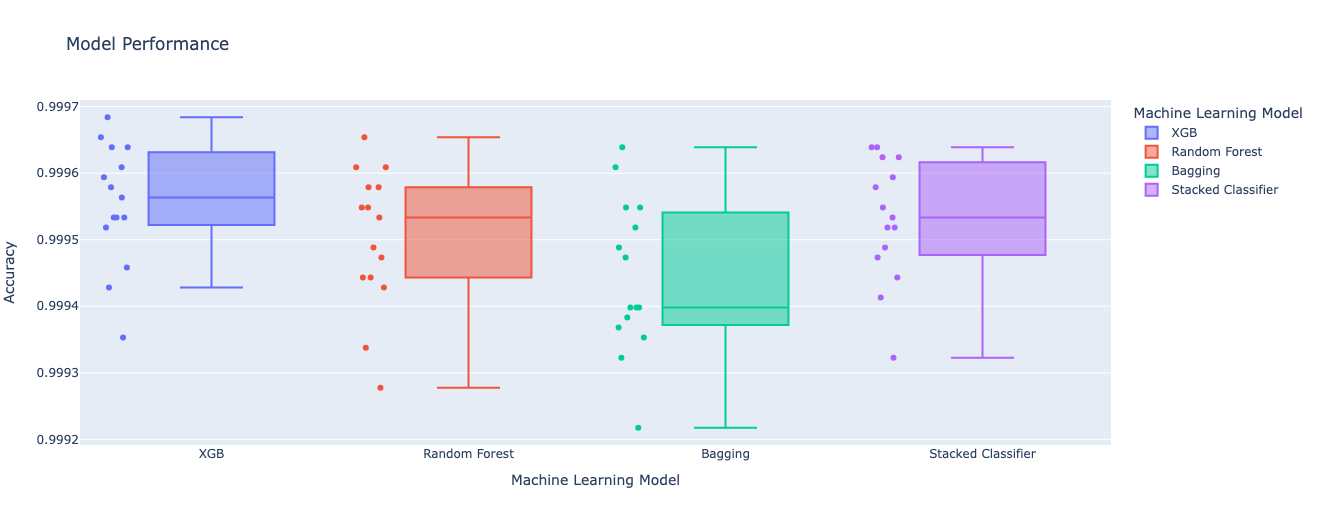 Model Performance
0.9997
0.9996
0.9995
0.9994
0.9993
0.9992
Accuracy
XGB
Random Forest
Bagging
Stacked Classifier
Machine Learning Model
Machine Learning Model
XGB
Random Forest
Bagging
Stacked Classifier